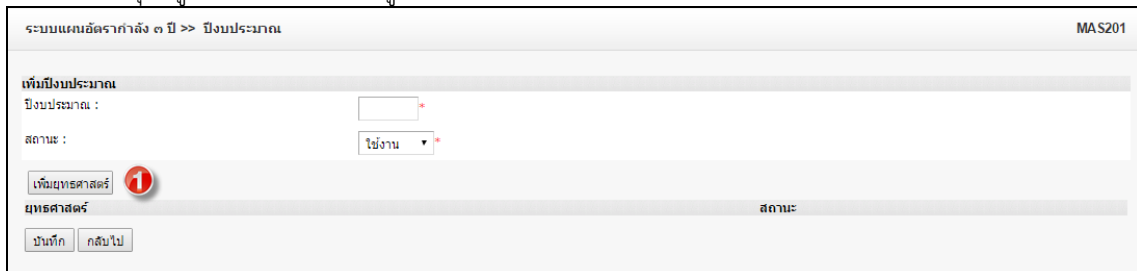 ระบบแผนอัตรากำลัง ๓ ปี >> ปีงบประมาณ MAS201
เพิ่มปีงบประมาณ
ปีงบประมาณ : *
สถานะ : ใช้งาน *
เพิ่มยุทธศาสตร์ 1
ยุทธศาสตร์ สถานะ
บันทึก กลับไป